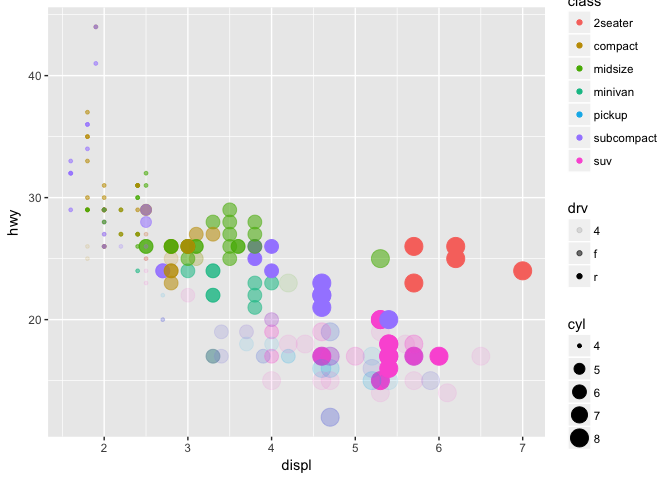 class
2seater
compact
midsize
minivan
pickup
subcompact
suv
drv
4
f
r
cyl
4
5
6
7
8
40
30
20
hwy
2
3
4
5
6
7
displ